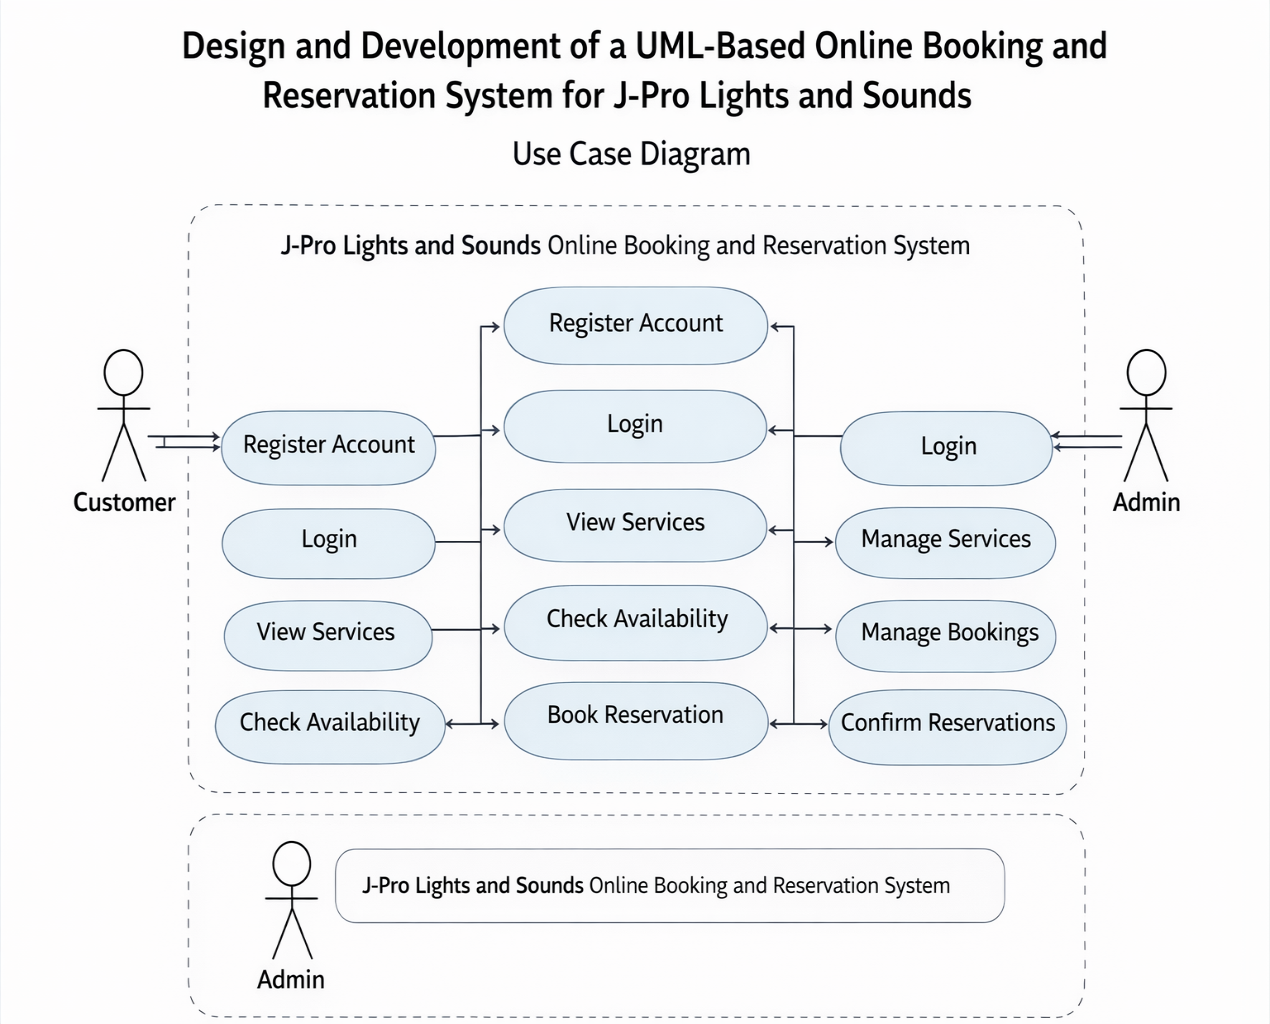 Design and Development of a UML-Based Online Booking and
Reservation System for J-Pro Lights and Sounds
Use Case Diagram
J-Pro Lights and Sounds Online Booking and Reservation System
Register Account
Login
View Services
Check Availability
Book Reservation
Customer
Register Account
Login
View Services
Check Availability
Admin
Login
Manage Services
Manage Bookings
Confirm Reservations
Admin
J-Pro Lights and Sounds Online Booking and Reservation System